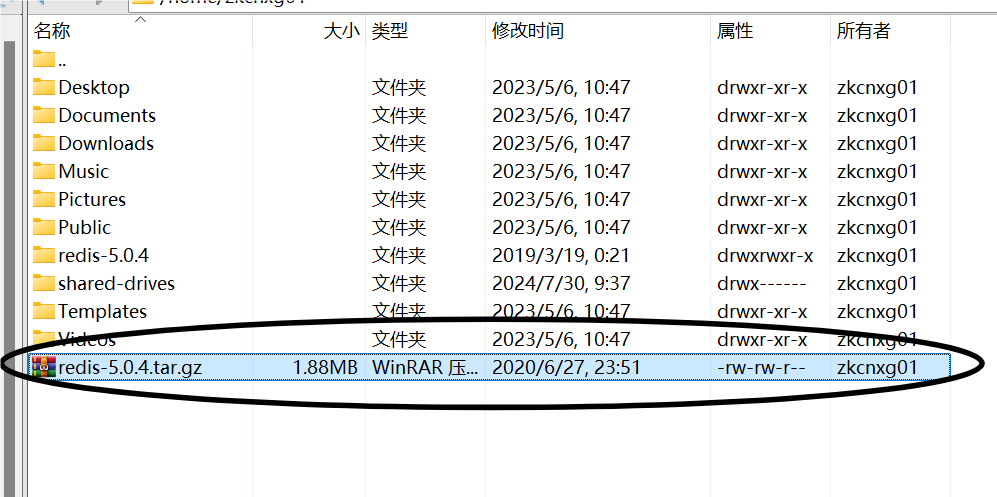 名称 大小 类型 修改时间 属性 所有者
..
Desktop 文件夹 2023/5/6, 10:47 drwxr-xr-x zkcnxg01
Documents 文件夹 2023/5/6, 10:47 drwxr-xr-x zkcnxg01
Downloads 文件夹 2023/5/6, 10:47 drwxr-xr-x zkcnxg01
Music 文件夹 2023/5/6, 10:47 drwxr-xr-x zkcnxg01
Pictures 文件夹 2023/5/6, 10:47 drwxr-xr-x zkcnxg01
Public 文件夹 2023/5/6, 10:47 drwxr-xr-x zkcnxg01
redis-5.0.4 文件夹 2019/3/19, 0:21 drwxrwxr-x zkcnxg01
shared-drives 文件夹 2024/7/30, 9:37 drwx------ zkcnxg01
Templates 文件夹 2023/5/6, 10:47 drwxr-xr-x zkcnxg01
Videos 文件夹 2023/5/6, 10:47 drwxr-xr-x zkcnxg01
redis-5.0.4.tar.gz 1.88MB WinRAR 压... 2020/6/27, 23:51 -rw-rw-r-- zkcnxg01